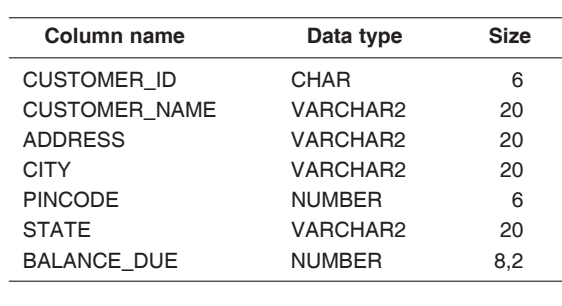 Column name Data type Size
CUSTOMER_ID CHAR 6
CUSTOMER_NAME VARCHAR2 20
ADDRESS VARCHAR2 20
CITY VARCHAR2 20
PINCODE NUMBER 6
STATE VARCHAR2 20
BALANCE_DUE NUMBER 8,2